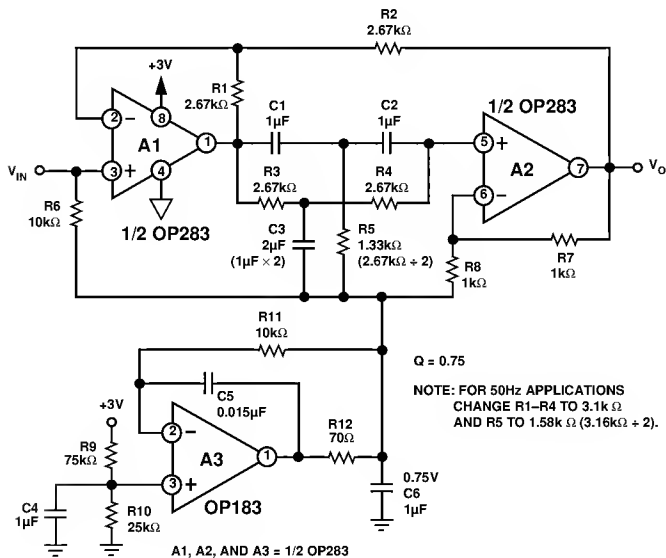 R2
2.67kΩ
+3V
R1
2.67kΩ
C1
1μF
C2
1μF
1/2 OP283
2
−
8
A1
1
5
+
A2
7
VO
VIN
3
+
4
6
−
R3
2.67kΩ
R4
2.67kΩ
R6
10kΩ
1/2 OP283
C3
2μF
(1μF × 2)
R5
1.33kΩ
(2.67kΩ ÷ 2)
R7
1kΩ
R8
1kΩ
R11
10kΩ
Q = 0.75
C5
0.015μF
NOTE: FOR 50Hz APPLICATIONS
CHANGE R1–R4 TO 3.1k Ω
AND R5 TO 1.58k Ω (3.16kΩ ÷ 2).
+3V
2
−
R12
70Ω
R9
75kΩ
A3
1
3
+
OP183
0.75V
C6
1μF
C4
1μF
R10
25kΩ
A1, A2, AND A3 = 1/2 OP283